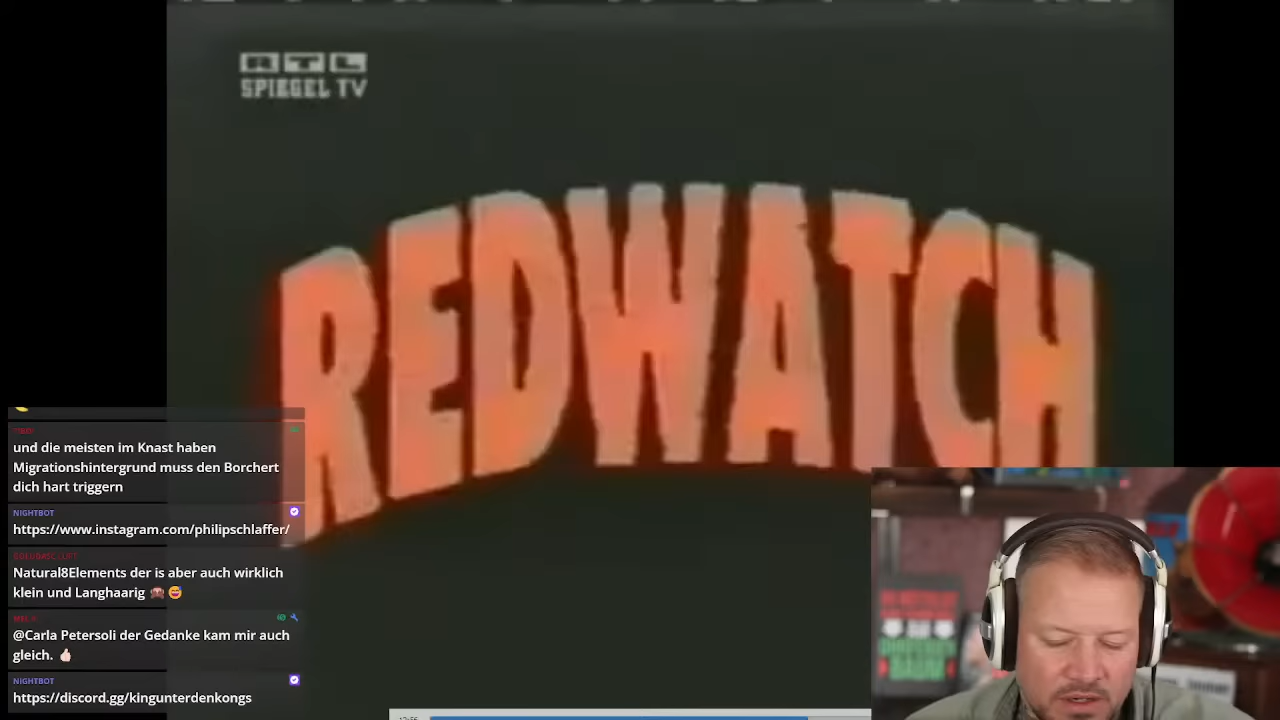 RTL
SPIEGEL TV
REDWATCH
und die meisten im Knast haben
Migrationshintergrund muss den Borchert
dich hart triggern
NIGHTBOT
https://www.instagram.com/philipschlaffer/
Natural8Elements der is aber auch wirklich
klein und Langhaarig
@Carla Petersoli der Gedanke kam mir auch
gleich.
NIGHTBOT
https://discord.gg/kingunterdenkongs